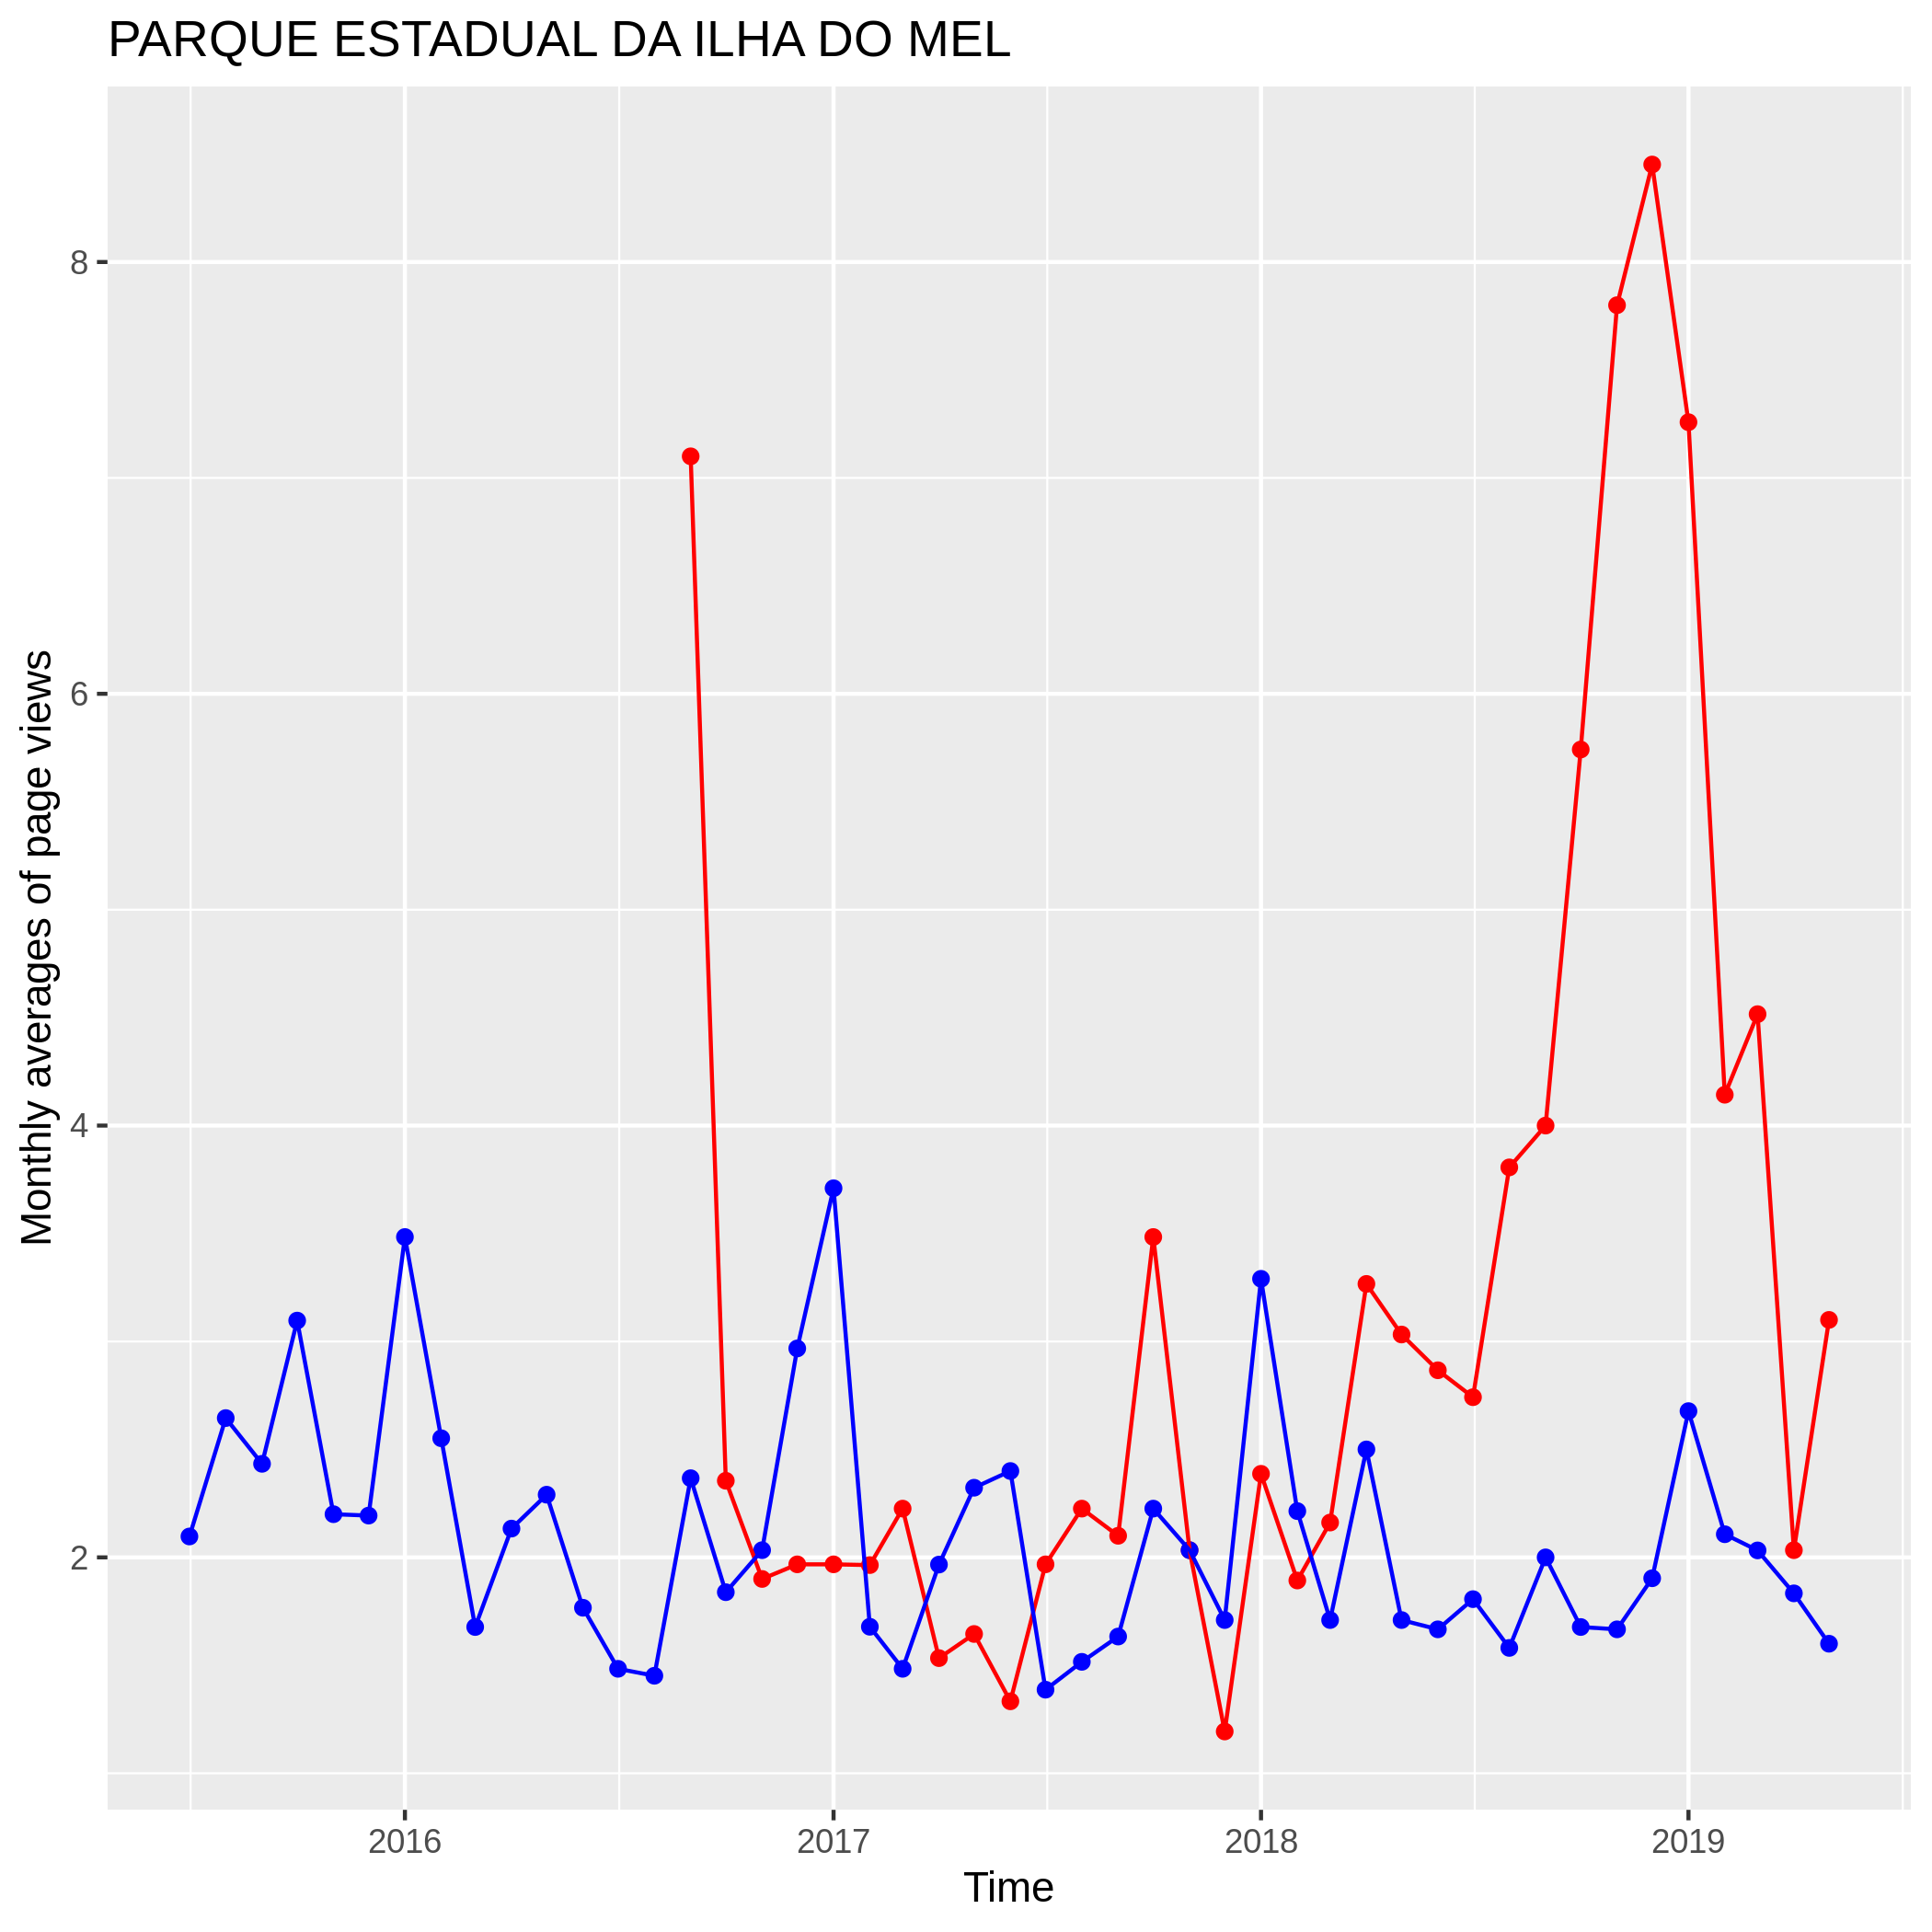 PARQUE ESTADUAL DA ILHA DO MEL
Monthly averages of page views
8
6
4
2
2016
2017
2018
2019
Time